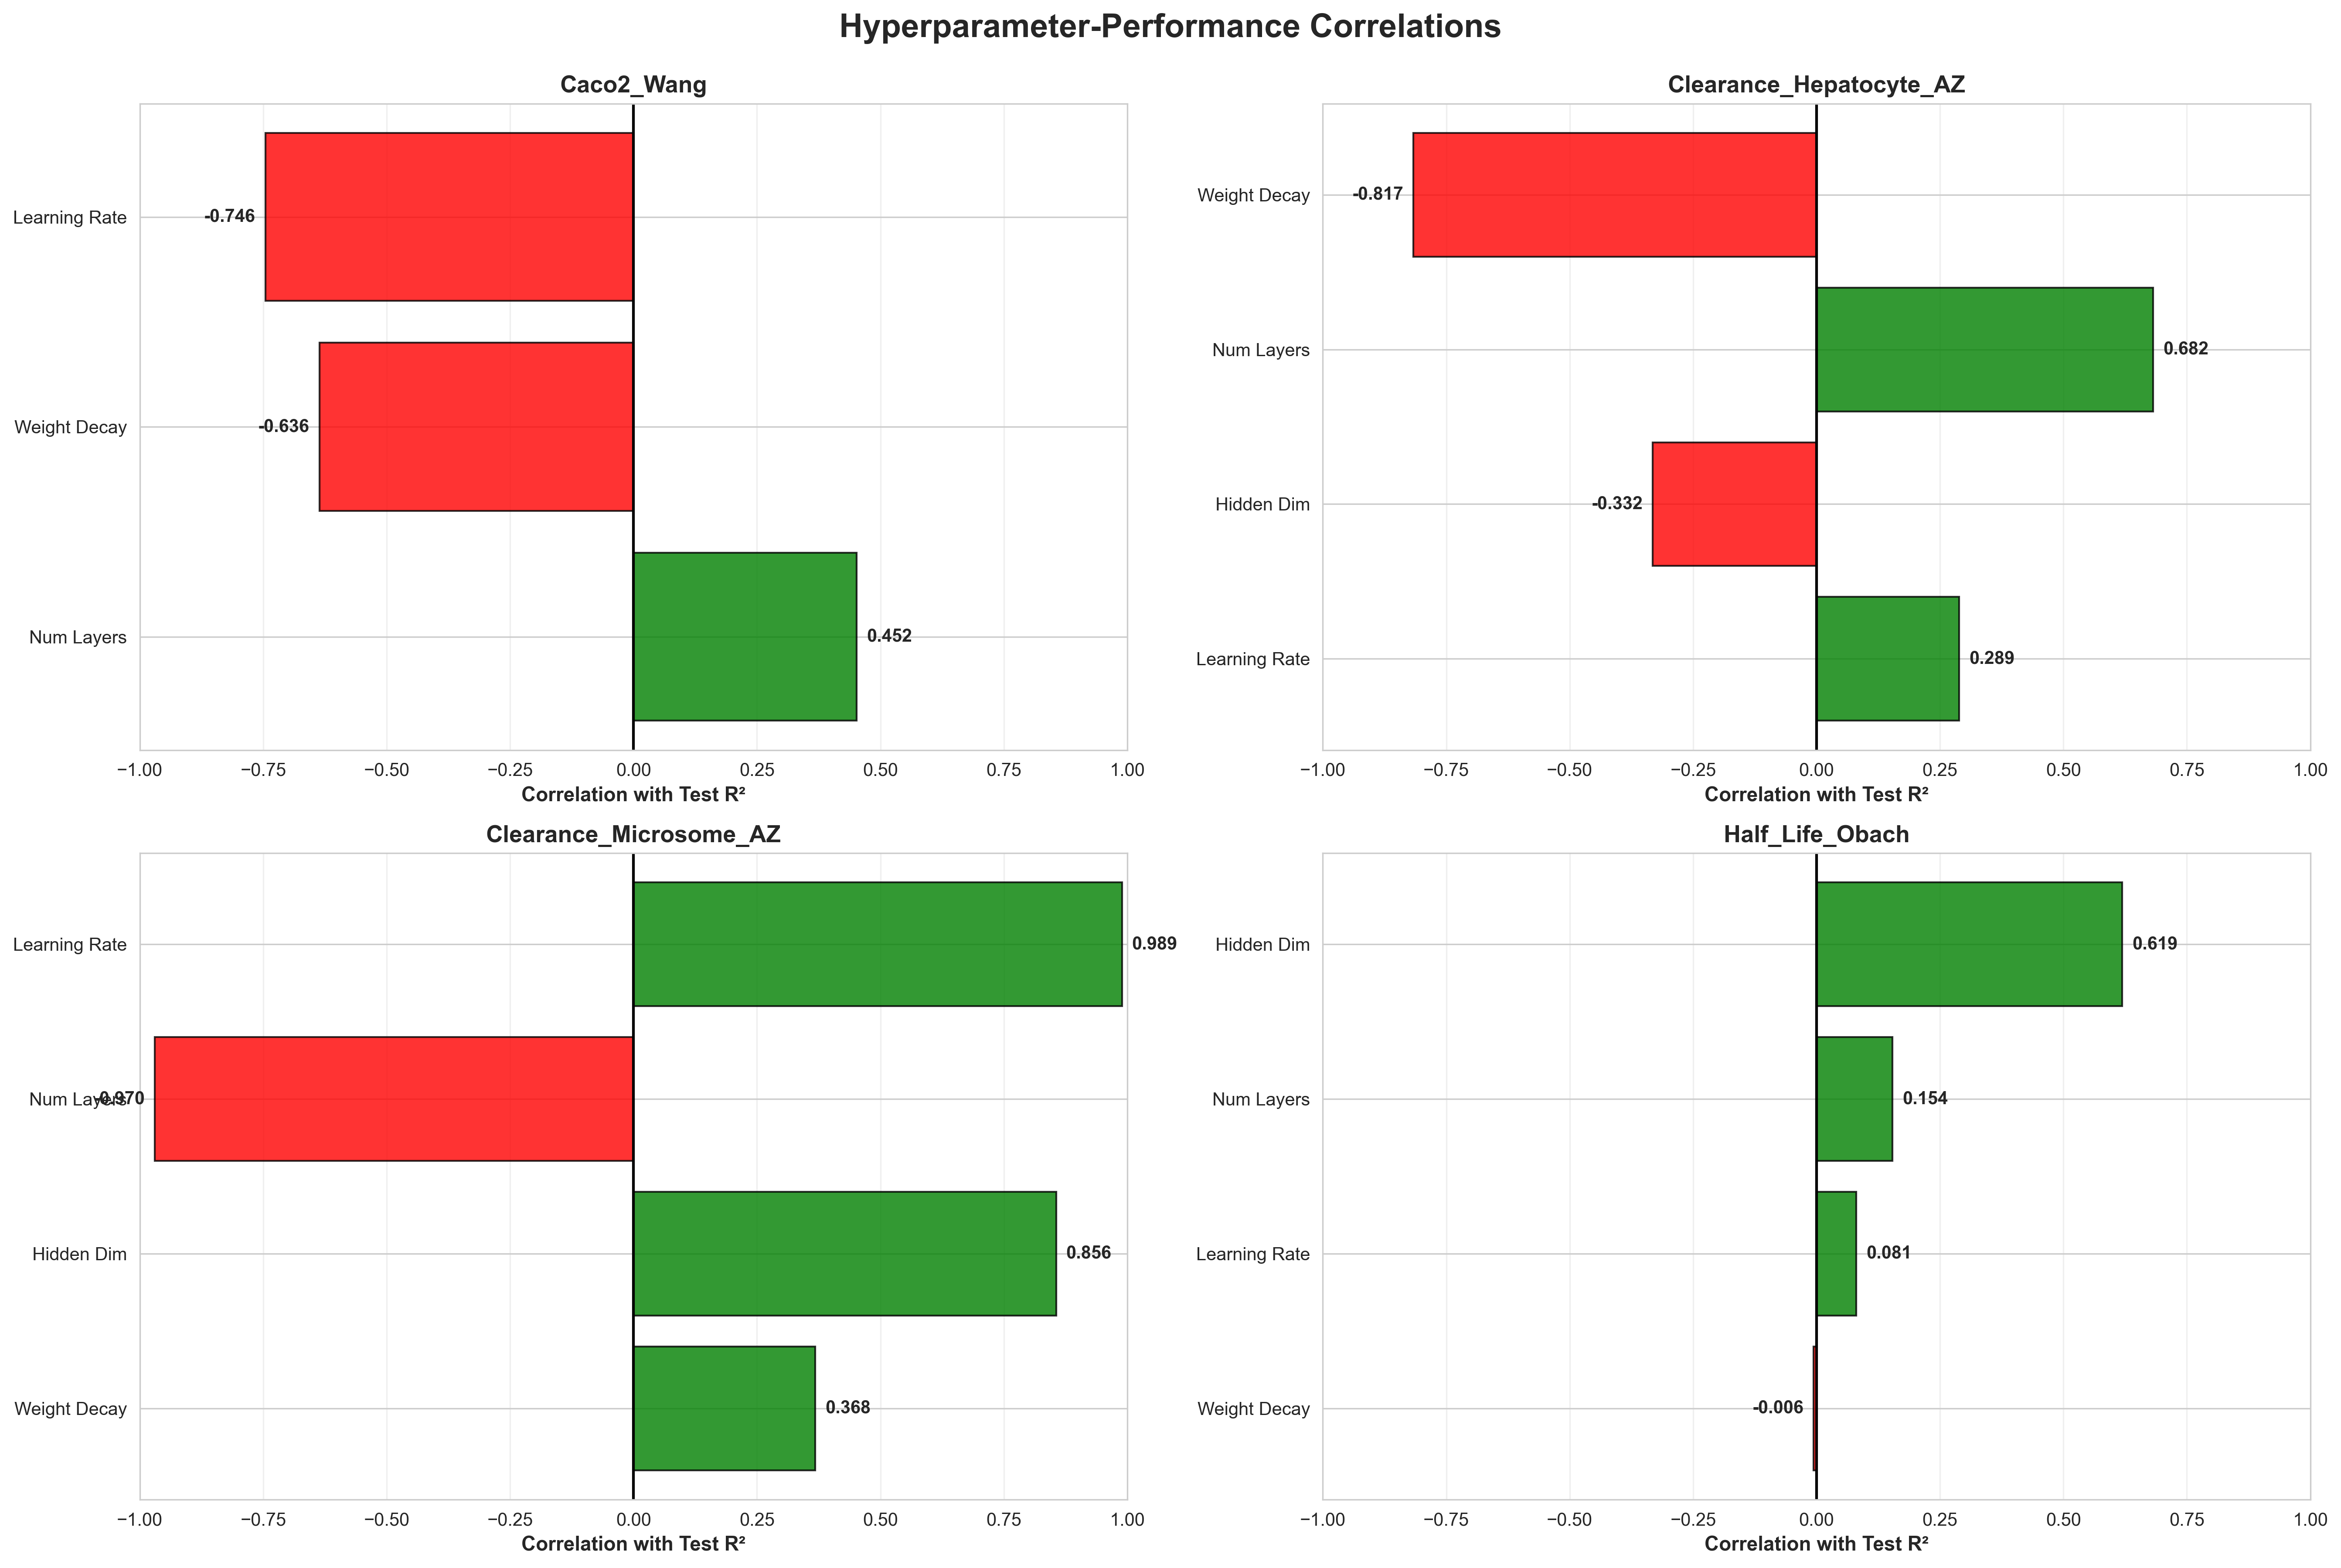 Hyperparameter-Performance Correlations
Caco2_Wang
Learning Rate
-0.746
Weight Decay
-0.636
Num Layers
0.452
−1.00 −0.75 −0.50 −0.25 0.00 0.25 0.50 0.75 1.00
Correlation with Test R²
Clearance_Hepatocyte_AZ
Weight Decay
-0.817
Num Layers
0.682
Hidden Dim
-0.332
Learning Rate
0.289
−1.00 −0.75 −0.50 −0.25 0.00 0.25 0.50 0.75 1.00
Correlation with Test R²
Clearance_Microsome_AZ
Learning Rate
0.989
Num Layers
-0.970
Hidden Dim
0.856
Weight Decay
0.368
−1.00 −0.75 −0.50 −0.25 0.00 0.25 0.50 0.75 1.00
Correlation with Test R²
Half_Life_Obach
Hidden Dim
0.619
Num Layers
0.154
Learning Rate
0.081
Weight Decay
-0.006
−1.00 −0.75 −0.50 −0.25 0.00 0.25 0.50 0.75 1.00
Correlation with Test R²